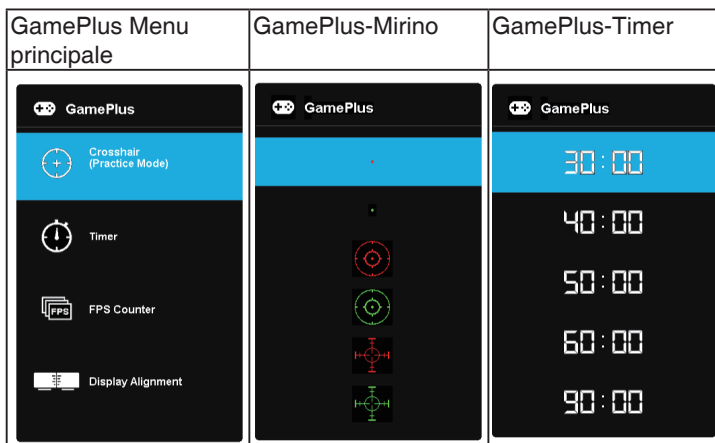 GamePlus Menu
principale
GamePlus-Mirino
GamePlus-Timer
GamePlus
Crosshair
(Practice Mode)
Timer
FPS
FPS Counter
Display Alignment
GamePlus
GamePlus
30:00
40:00
50:00
60:00
90:00